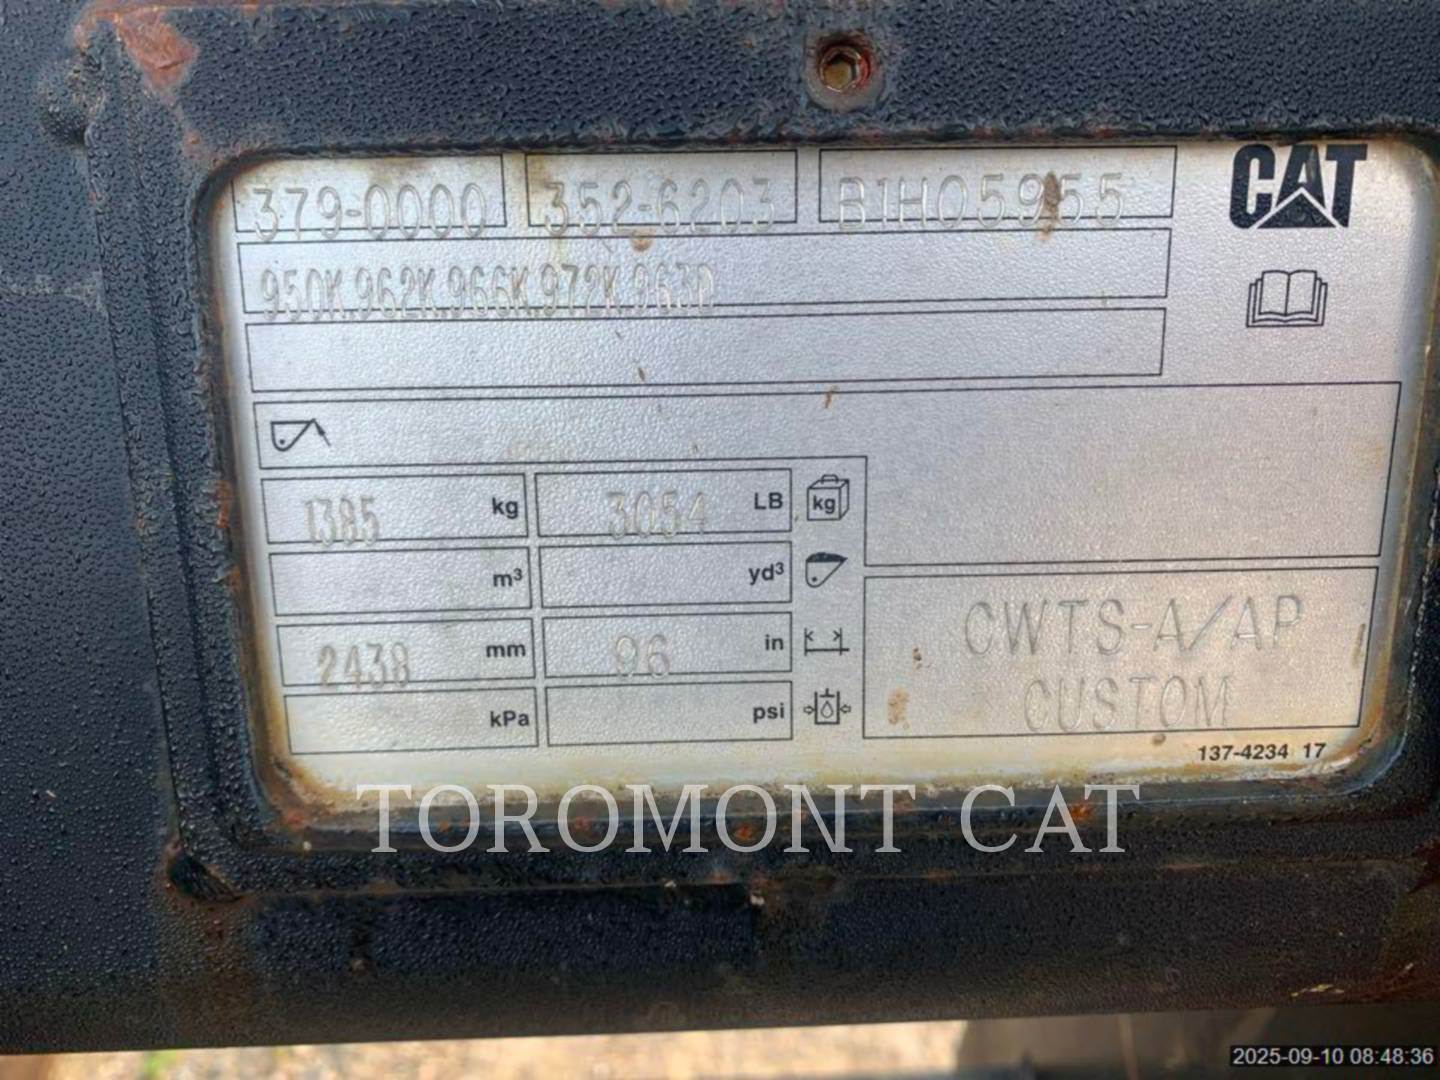 379-0000 352-6203 B1H05955 CAT
950K,962K,966K,972K,963D
1385 kg 3054 LB kg
m³ yd³
2438 mm 96 in
kPa psi
CWTS-A/AP
CUSTOM
137-4234 17
TOROMONT CAT
2025-09-10 08:48:36